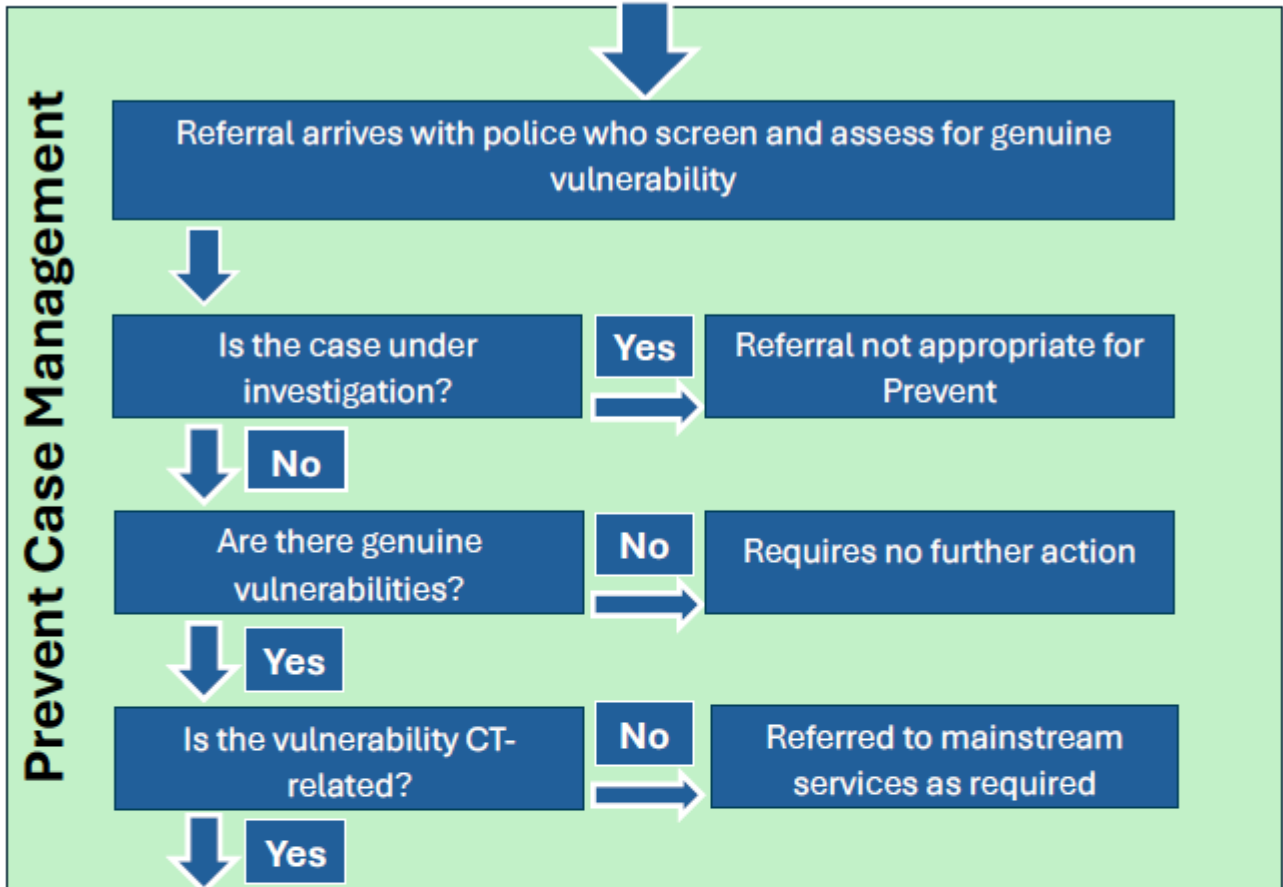 Prevent Case Management
Referral arrives with police who screen and assess for genuine
vulnerability
Is the case under
investigation?
Yes
Referral not appropriate for
Prevent
No
Are there genuine
vulnerabilities?
No
Requires no further action
Yes
Is the vulnerability CT-
related?
No
Referred to mainstream
services as required
Yes